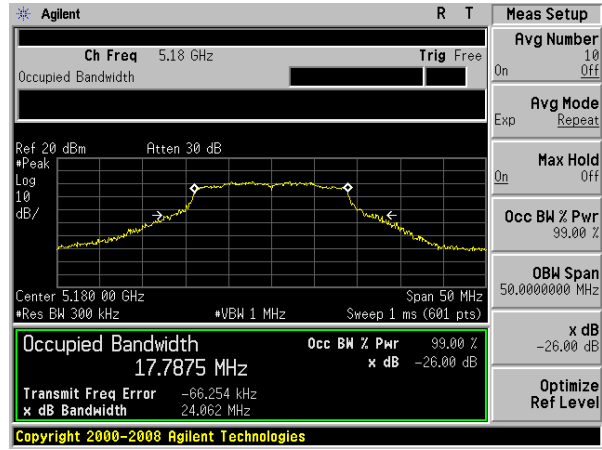 Agilent R T Meas Setup
Ch Freq 5.18 GHz Trig Free
Occupied Bandwidth
Avg Number
10
On Off
Avg Mode
Exp Repeat
Max Hold
On Off
Occ BW % Pwr
99.00 %
OBW Span
50.0000000 MHz
x dB
-26.00 dB
Optimize
Ref Level
Ref 20 dBm Atten 30 dB
#Peak
Log
10
dB/
Center 5.180 00 GHz Span 50 MHz
#Res BW 300 kHz #VBW 1 MHz Sweep 1 ms (601 pts)
Occupied Bandwidth Occ BW % Pwr 99.00 %
17.7875 MHz x dB -26.00 dB
Transmit Freq Error -66.254 kHz
x dB Bandwidth 24.062 MHz
Copyright 2000-2008 Agilent Technologies